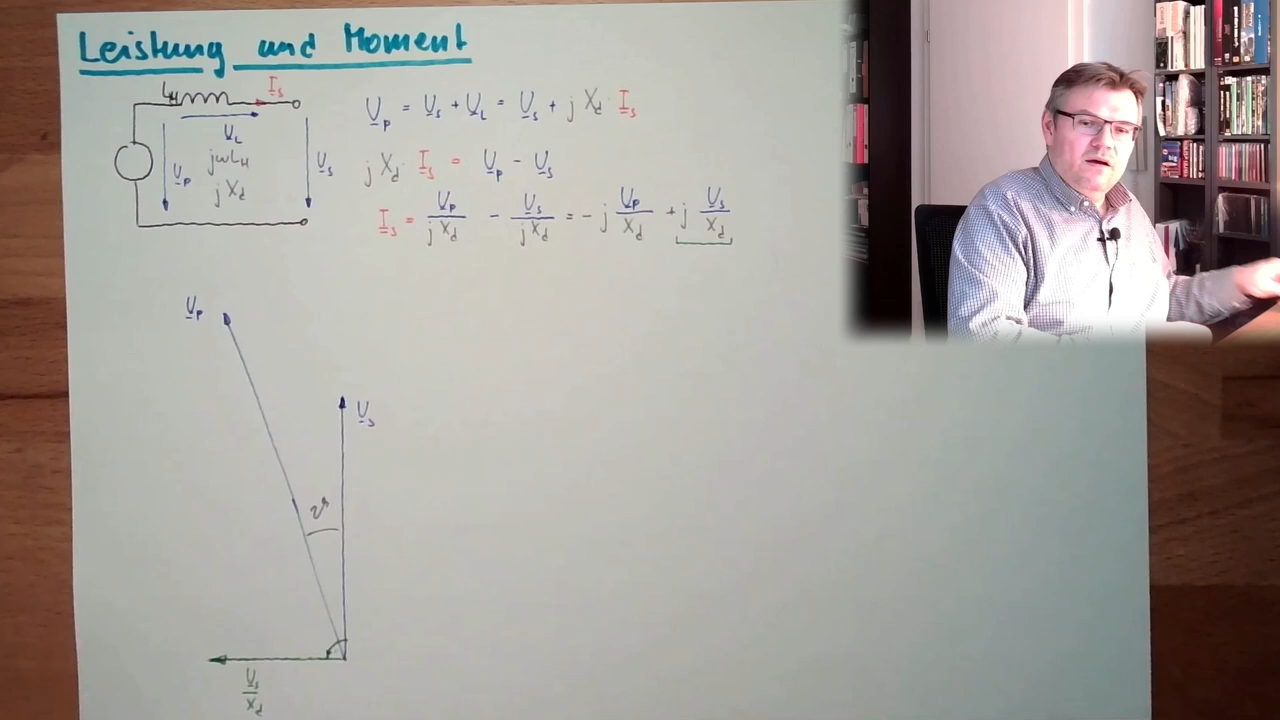 Leistung und Moment
L_H I_s
U_L
U_p jωL_H U_s
jX_d
U_p = U_s + U_L = U_s + j X_d · I_s
j X_d · I_s = U_p - U_s
I_s = U_p / jX_d - U_s / jX_d = - j U_p / X_d + j U_s / X_d
U_p
U_s
ϑ
U_s / X_d